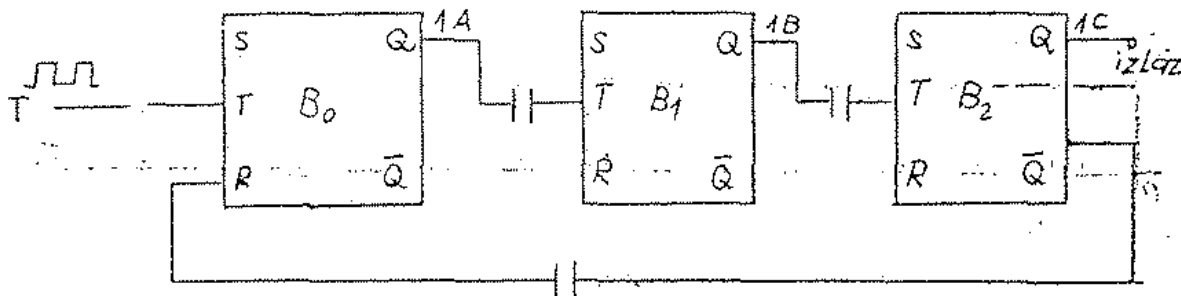 1A 1B 1C
S Q S Q S Q
izlaz
T T B₀ T B₁ T B₂
R Q̅ R Q̅ R Q̅